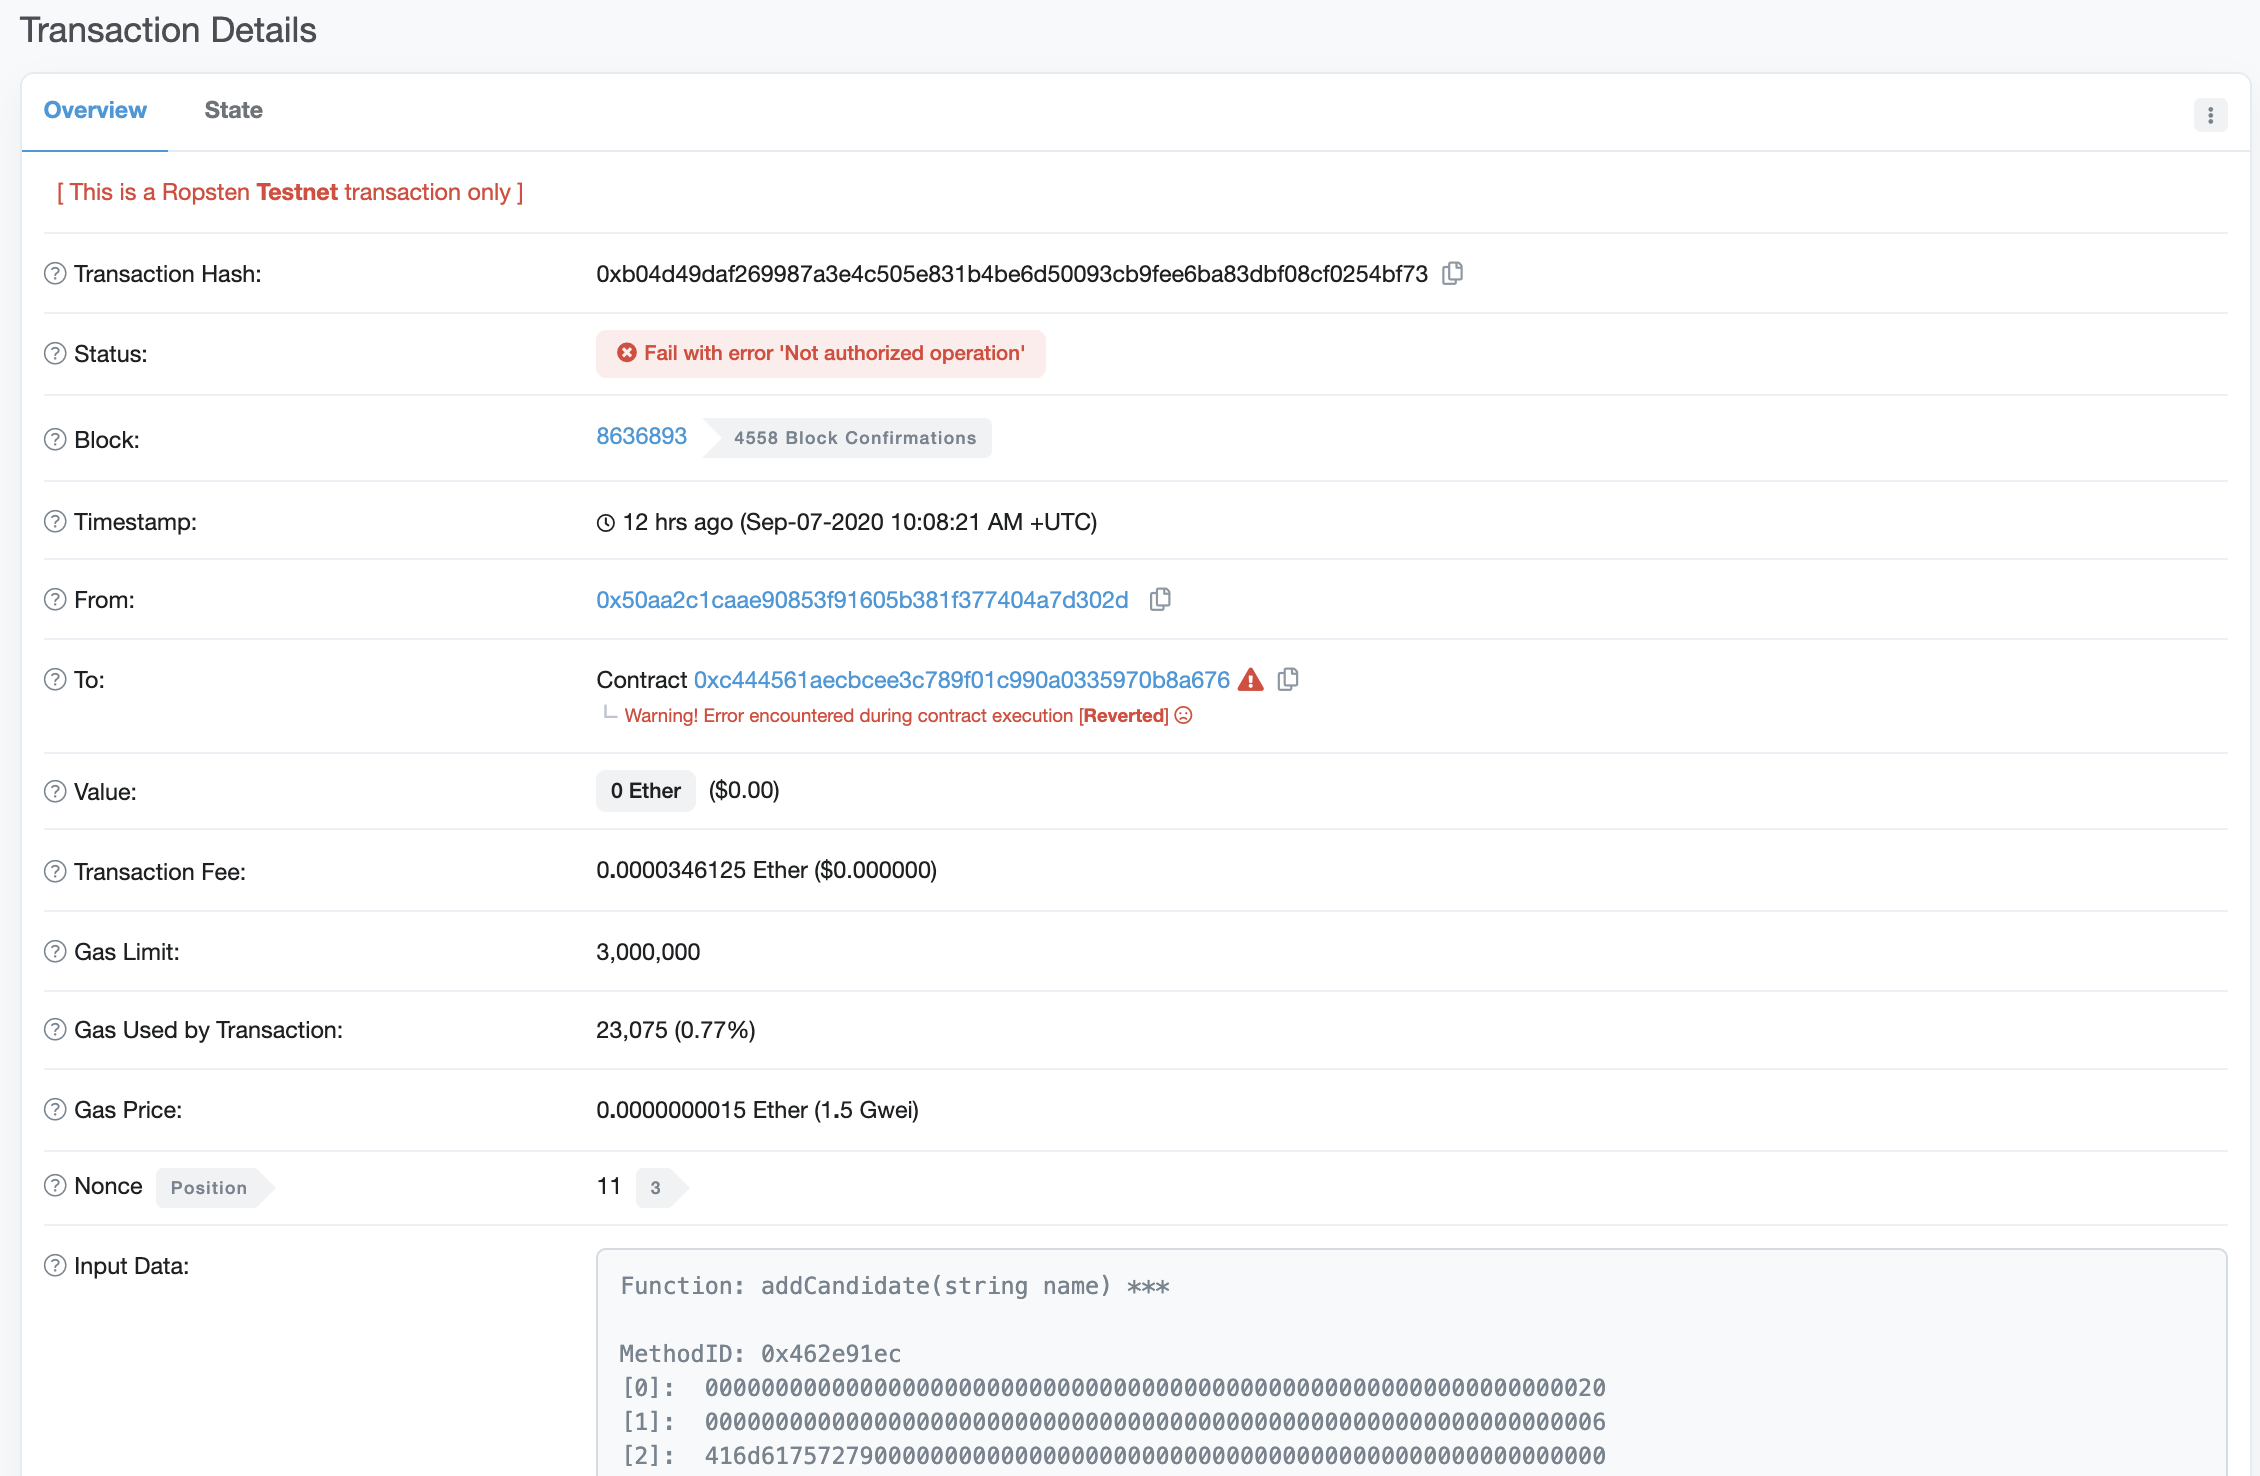 Transaction Details
Overview State
[ This is a Ropsten Testnet transaction only ]
Transaction Hash: 0xb04d49daf269987a3e4c505e831b4be6d50093cb9fee6ba83dbf08cf0254bf73
Status: Fail with error 'Not authorized operation'
Block: 8636893 4558 Block Confirmations
Timestamp: 12 hrs ago (Sep-07-2020 10:08:21 AM +UTC)
From: 0x50aa2c1caae90853f91605b381f377404a7d302d
To: Contract 0xc444561aecbcee3c789f01c990a0335970b8a676
Warning! Error encountered during contract execution [Reverted]
Value: 0 Ether ($0.00)
Transaction Fee: 0.0000346125 Ether ($0.000000)
Gas Limit: 3,000,000
Gas Used by Transaction: 23,075 (0.77%)
Gas Price: 0.0000000015 Ether (1.5 Gwei)
Nonce Position 11 3
Input Data:
Function: addCandidate(string name) ***
MethodID: 0x462e91ec
[0]: 0000000000000000000000000000000000000000000000000000000000000020
[1]: 0000000000000000000000000000000000000000000000000000000000000006
[2]: 416d617572790000000000000000000000000000000000000000000000000000